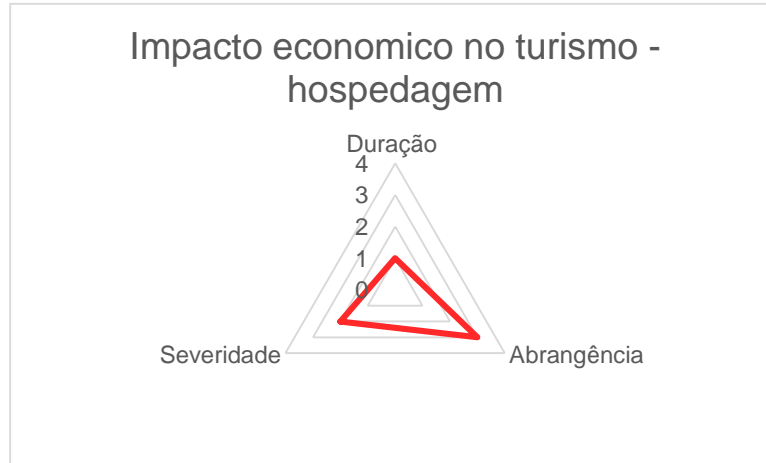 Impacto economico no turismo -
hospedagem
Duração
4
3
2
1
0
Severidade
Abrangência